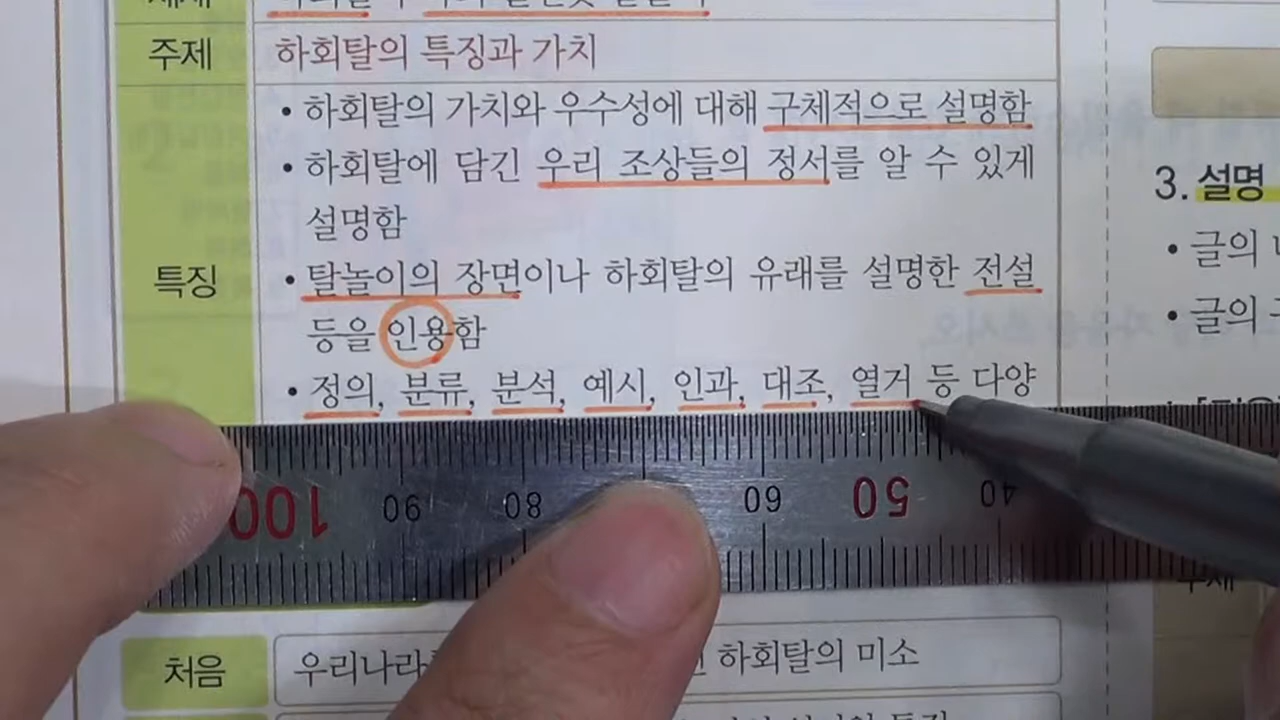 주제
하회탈의 특징과 가치
특징
• 하회탈의 가치와 우수성에 대해 구체적으로 설명함
• 하회탈에 담긴 우리 조상들의 정서를 알 수 있게
설명함
• 탈놀이의 장면이나 하회탈의 유래를 설명한 전설
등을 인용함
• 정의, 분류, 분석, 예시, 인과, 대조, 열거 등 다양
100 90 80 60 50 40
처음
우리나라 하회탈의 미소
3. 설명
• 글의
• 글의